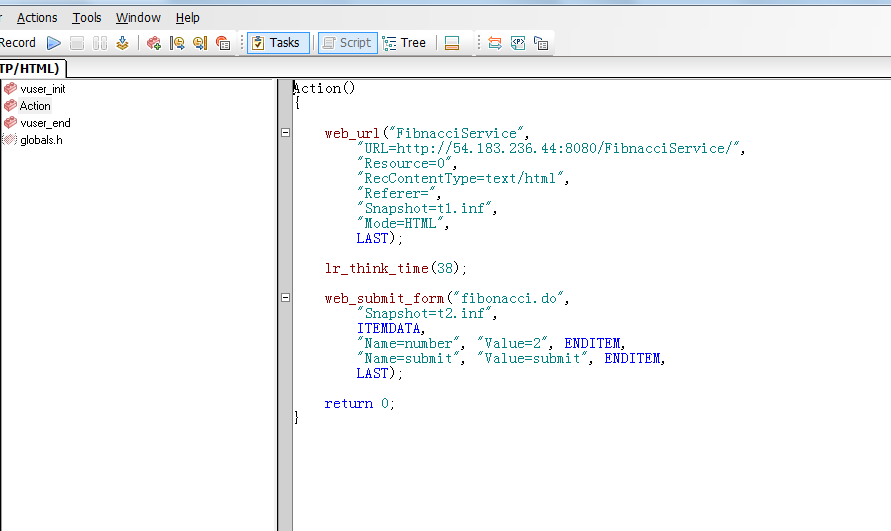 Actions Tools Window Help
Record Tasks Script Tree
TP/HTML)
vuser_init
Action
vuser_end
globals.h
Action()
{
web_url("FibnacciService",
"URL=http://54.183.236.44:8080/FibnacciService/",
"Resource=0",
"RecContentType=text/html",
"Referer=",
"Snapshot=t1.inf",
"Mode=HTML",
LAST);
lr_think_time(38);
web_submit_form("fibonacci.do",
"Snapshot=t2.inf",
ITEMDATA,
"Name=number", "Value=2", ENDITEM,
"Name=submit", "Value=submit", ENDITEM,
LAST);
return 0;
}